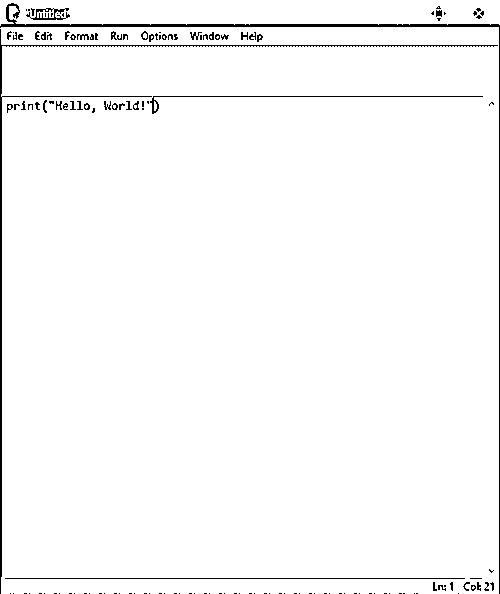 *Untitled*
File Edit Format Run Options Window Help
print("Hello, World!")
Ln: 1 Col: 21